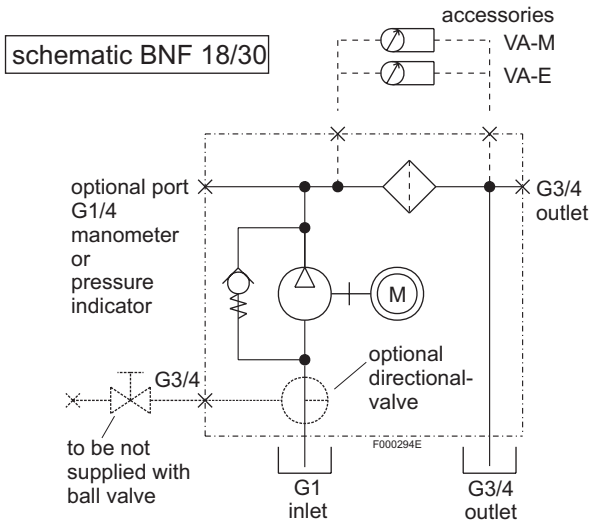 accessories
VA-M
VA-E
schematic BNF 18/30
optional port
G1/4
manometer
or
pressure
indicator
G3/4
outlet
M
optional
directional-
valve
G3/4
to be not
supplied with
ball valve
F000294E
G1
inlet
G3/4
outlet